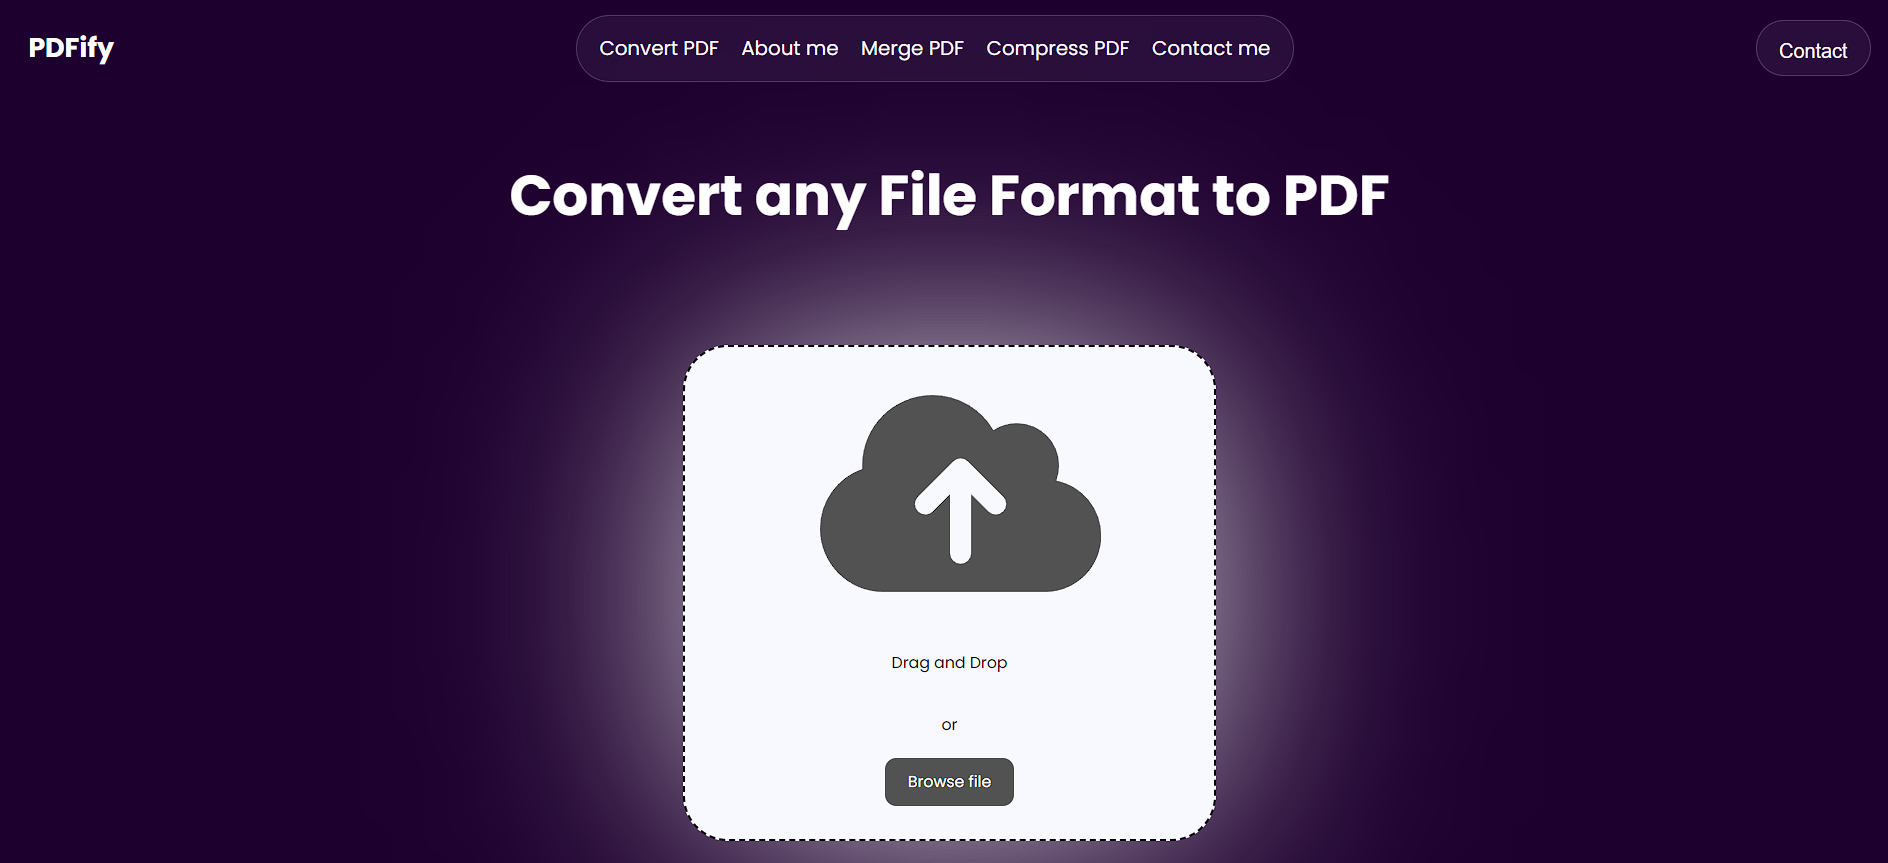 PDFify
Convert PDF About me Merge PDF Compress PDF Contact me
Contact
Convert any File Format to PDF
Drag and Drop
or
Browse file